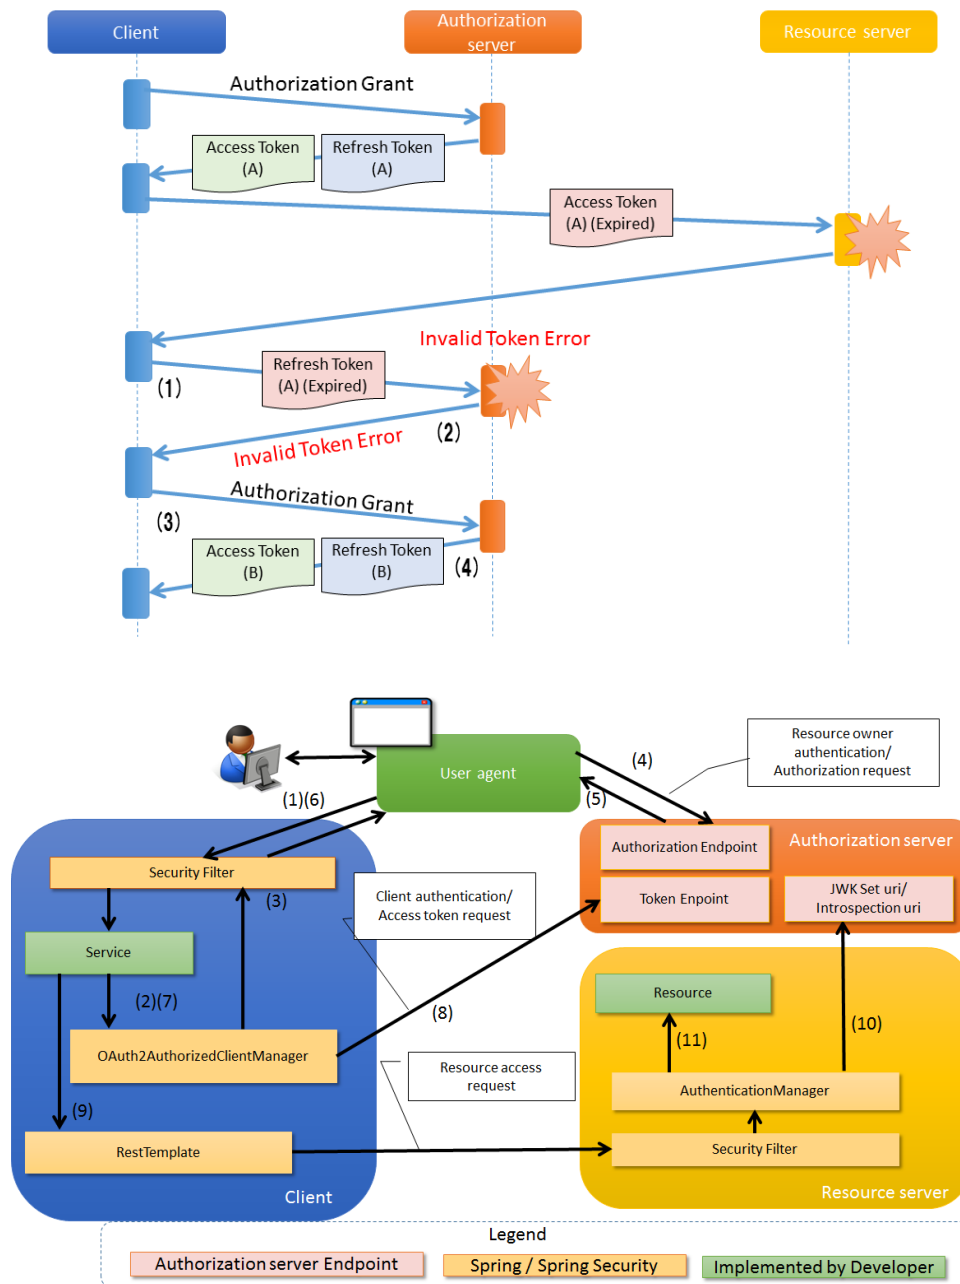 Client
Authorization
server
Resource server
Authorization Grant
Access Token
(A)
Refresh Token
(A)
Access Token
(A) (Expired)
Invalid Token Error
Refresh Token
(A) (Expired)
(1)
(2)
Invalid Token Error
Authorization Grant
(3)
Access Token
(B)
Refresh Token
(B)
(4)
Resource owner
authentication/
Authorization request
User agent
(4)
(1)(6)
(5)
Authorization server
Authorization Endpoint
Security Filter
Client authentication/
Access token request
Token Enpoint
JWK Set uri/
Introspection uri
(3)
Service
(2)(7)
Resource
(8)
(10)
(11)
OAuth2AuthorizedClientManager
Resource access
request
AuthenticationManager
(9)
RestTemplate
Security Filter
Client
Resource server
Legend
Authorization server Endpoint
Spring / Spring Security
Implemented by Developer